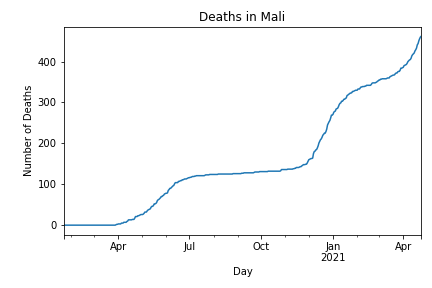 Deaths in Mali
Number of Deaths
400
300
200
100
0
Apr
Jul
Oct
Jan
2021
Apr
Day